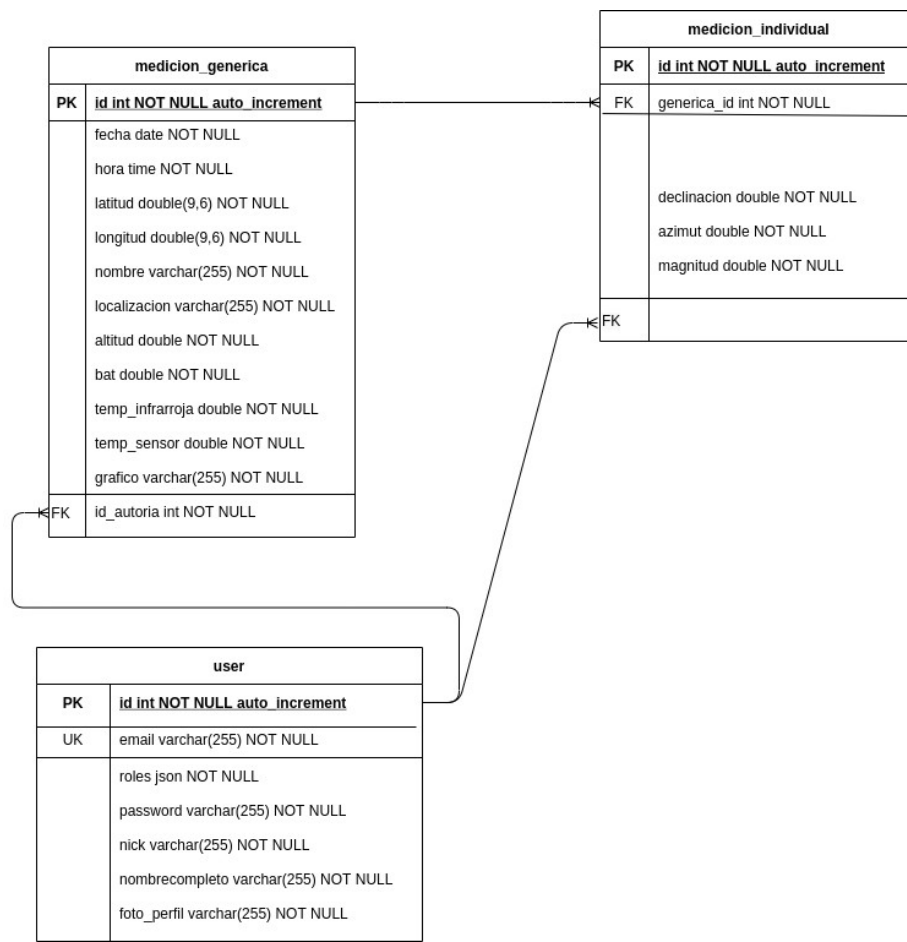 medicion_generica
PK id int NOT NULL auto_increment
fecha date NOT NULL
hora time NOT NULL
latitud double(9,6) NOT NULL
longitud double(9,6) NOT NULL
nombre varchar(255) NOT NULL
localizacion varchar(255) NOT NULL
altitud double NOT NULL
bat double NOT NULL
temp_infrarroja double NOT NULL
temp_sensor double NOT NULL
grafico varchar(255) NOT NULL
FK id_autoria int NOT NULL
medicion_individual
PK id int NOT NULL auto_increment
FK generica_id int NOT NULL
declinacion double NOT NULL
azimut double NOT NULL
magnitud double NOT NULL
FK
user
PK id int NOT NULL auto_increment
UK email varchar(255) NOT NULL
roles json NOT NULL
password varchar(255) NOT NULL
nick varchar(255) NOT NULL
nombrecompleto varchar(255) NOT NULL
foto_perfil varchar(255) NOT NULL